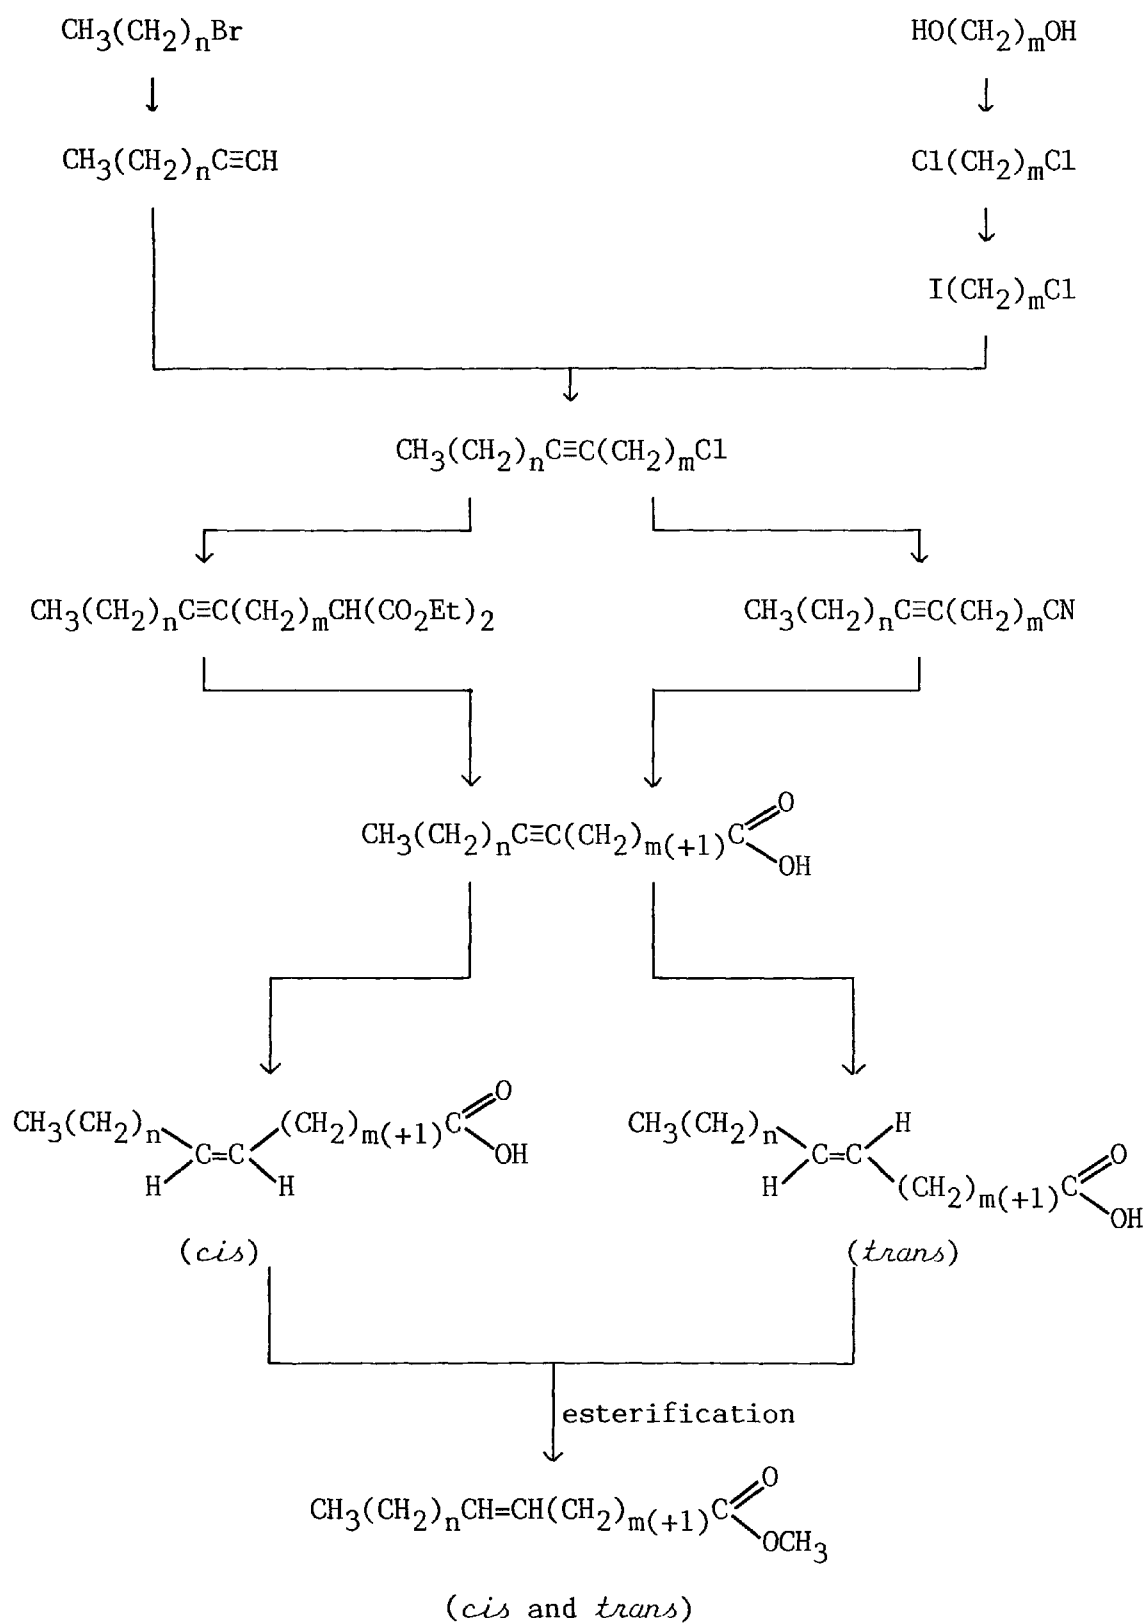 CH₃(CH₂)ₙBr HO(CH₂)ₘOH
CH₃(CH₂)ₙC≡CH Cl(CH₂)ₘCl
I(CH₂)ₘCl
CH₃(CH₂)ₙC≡C(CH₂)ₘCl
CH₃(CH₂)ₙC≡C(CH₂)ₘCH(CO₂Et)₂ CH₃(CH₂)ₙC≡C(CH₂)ₘCN
O
CH₃(CH₂)ₙC≡C(CH₂)ₘ₍₊₁₎C
OH
O
CH₃(CH₂)ₙ (CH₂)ₘ₍₊₁₎C
OH
C=C
H H
(cis)
CH₃(CH₂)ₙ H
C=C
O
H (CH₂)ₘ₍₊₁₎C
OH
(trans)
esterification
O
CH₃(CH₂)ₙCH=CH(CH₂)ₘ₍₊₁₎C
OCH₃
(cis and trans)